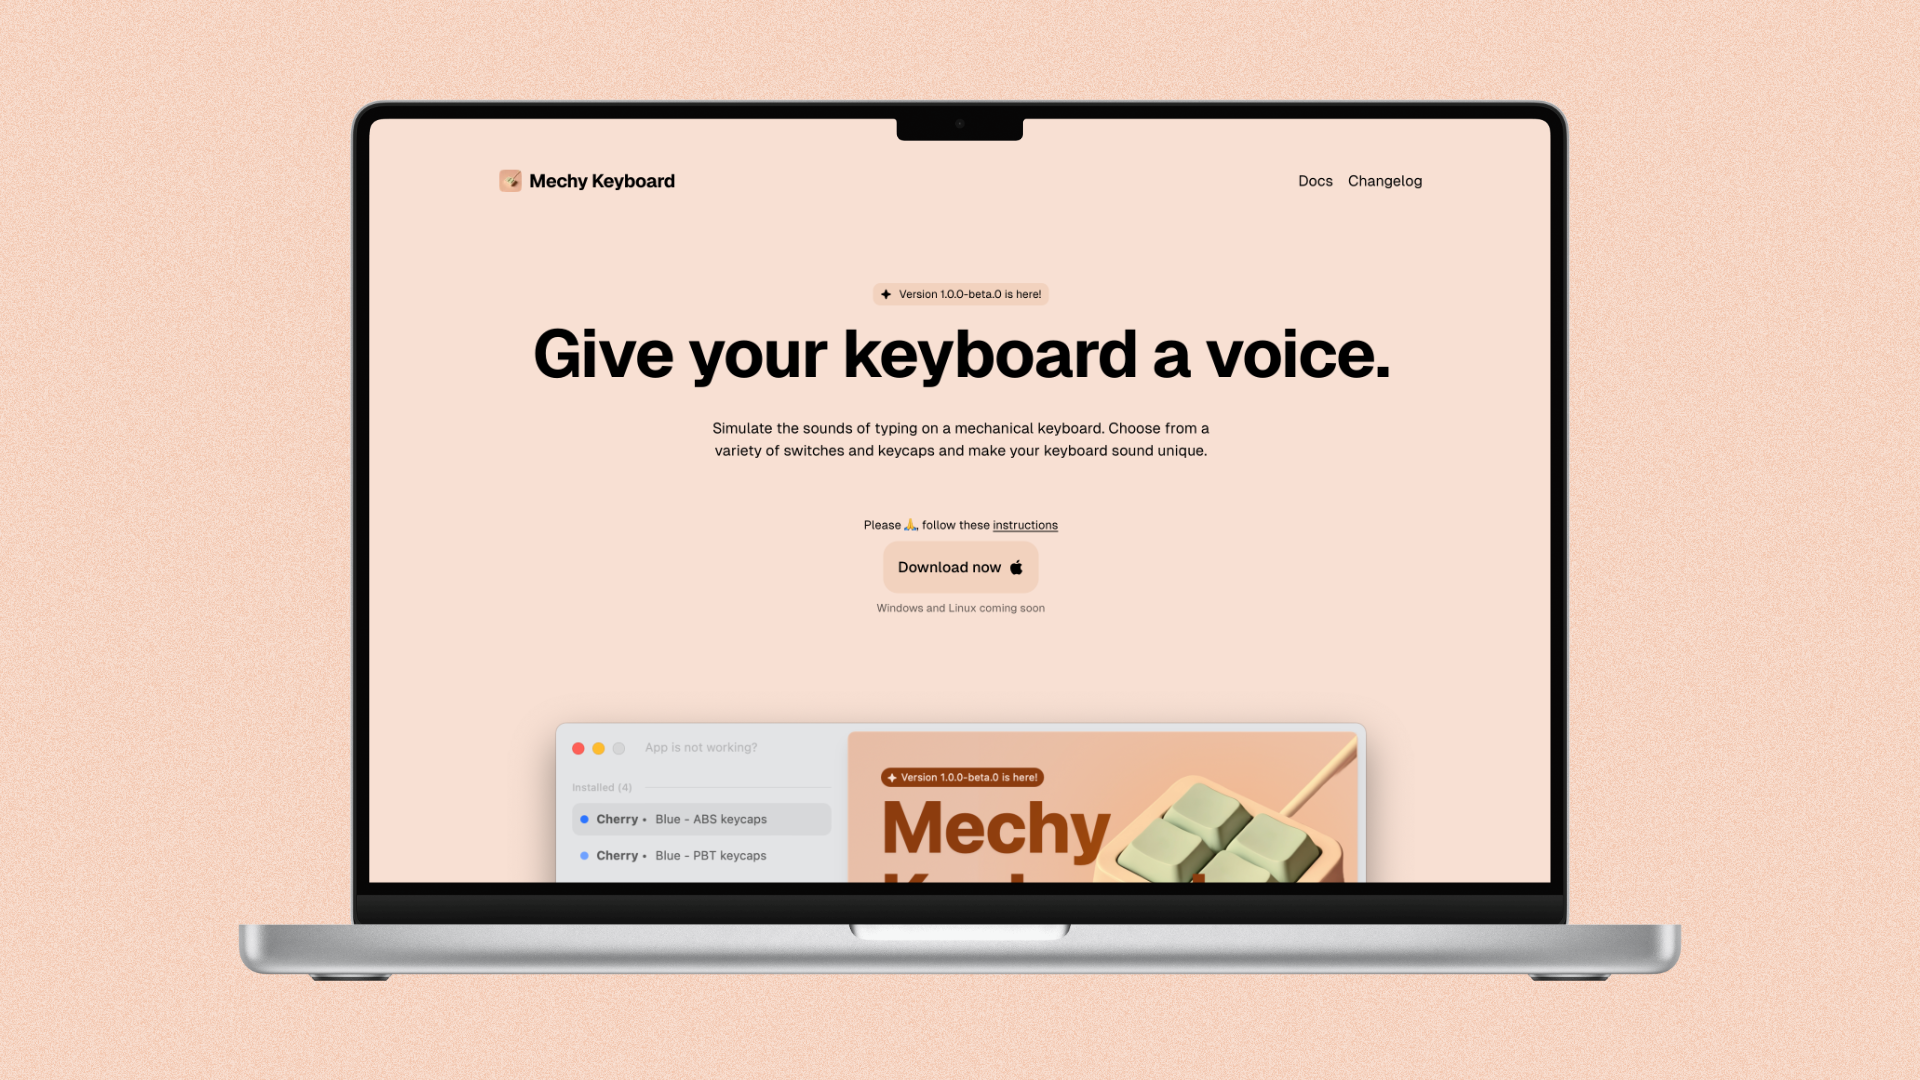 Mechy Keyboard
Docs Changelog
Version 1.0.0-beta.0 is here!
Give your keyboard a voice.
Simulate the sounds of typing on a mechanical keyboard. Choose from a
variety of switches and keycaps and make your keyboard sound unique.
Please 🙏 follow these instructions
Download now
Windows and Linux coming soon
App is not working?
Installed (4)
Cherry • Blue - ABS keycaps
Cherry • Blue - PBT keycaps
Version 1.0.0-beta.0 is here!
Mechy